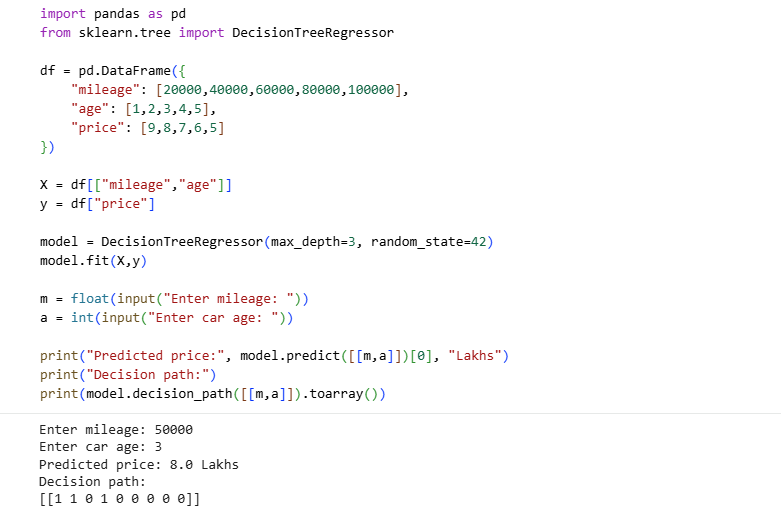 import pandas as pd
from sklearn.tree import DecisionTreeRegressor
df = pd.DataFrame({
    "mileage": [20000,40000,60000,80000,100000],
    "age": [1,2,3,4,5],
    "price": [9,8,7,6,5]
})
X = df[["mileage","age"]]
y = df["price"]
model = DecisionTreeRegressor(max_depth=3, random_state=42)
model.fit(X,y)
m = float(input("Enter mileage: "))
a = int(input("Enter car age: "))
print("Predicted price:", model.predict([[m,a]])[0], "Lakhs")
print("Decision path:")
print(model.decision_path([[m,a]]).toarray())
Enter mileage: 50000
Enter car age: 3
Predicted price: 8.0 Lakhs
Decision path:
[[1 1 0 1 0 0 0 0 0]]